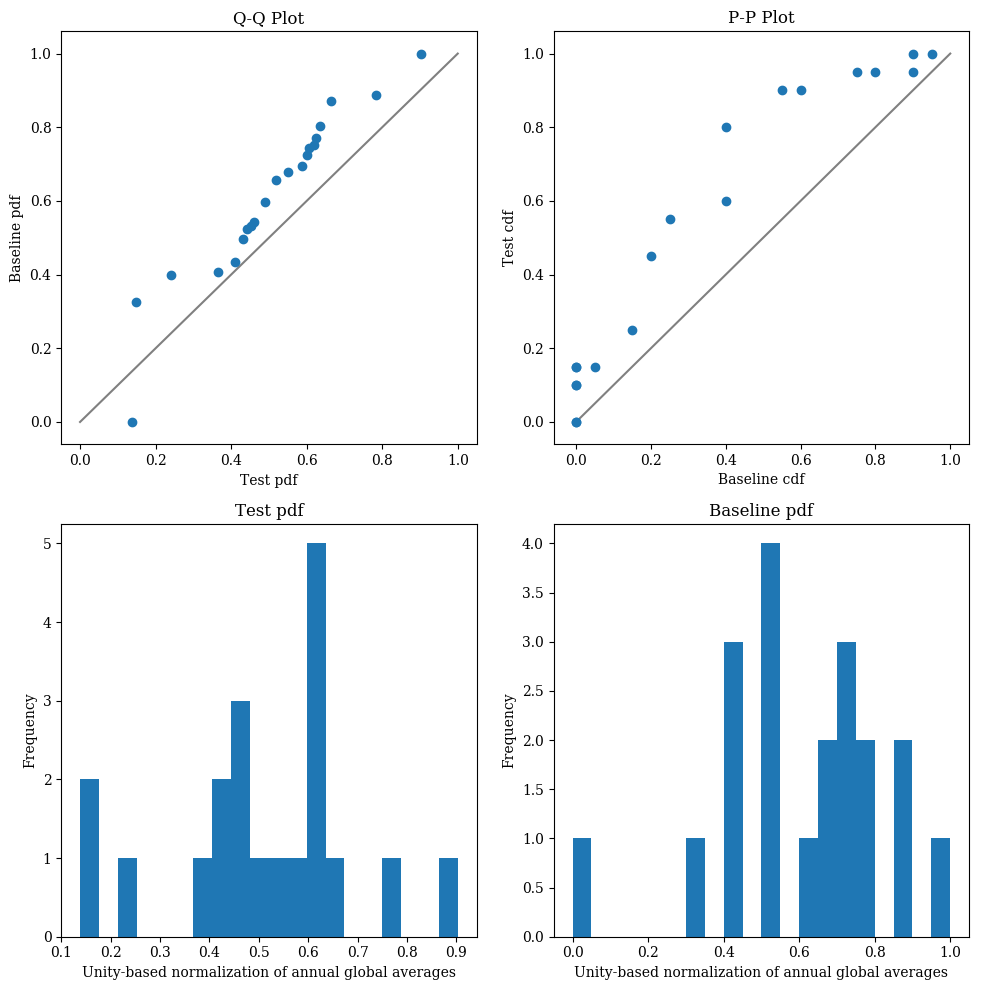 Q-Q Plot
1.0
0.8
0.6
0.4
0.2
0.0
Baseline pdf
0.0 0.2 0.4 0.6 0.8 1.0
Test pdf
P-P Plot
1.0
0.8
0.6
0.4
0.2
0.0
Test cdf
0.0 0.2 0.4 0.6 0.8 1.0
Baseline cdf
Test pdf
5
4
3
2
1
0
Frequency
0.1 0.2 0.3 0.4 0.5 0.6 0.7 0.8 0.9
Unity-based normalization of annual global averages
Baseline pdf
4.0
3.5
3.0
2.5
2.0
1.5
1.0
0.5
0.0
Frequency
0.0 0.2 0.4 0.6 0.8 1.0
Unity-based normalization of annual global averages